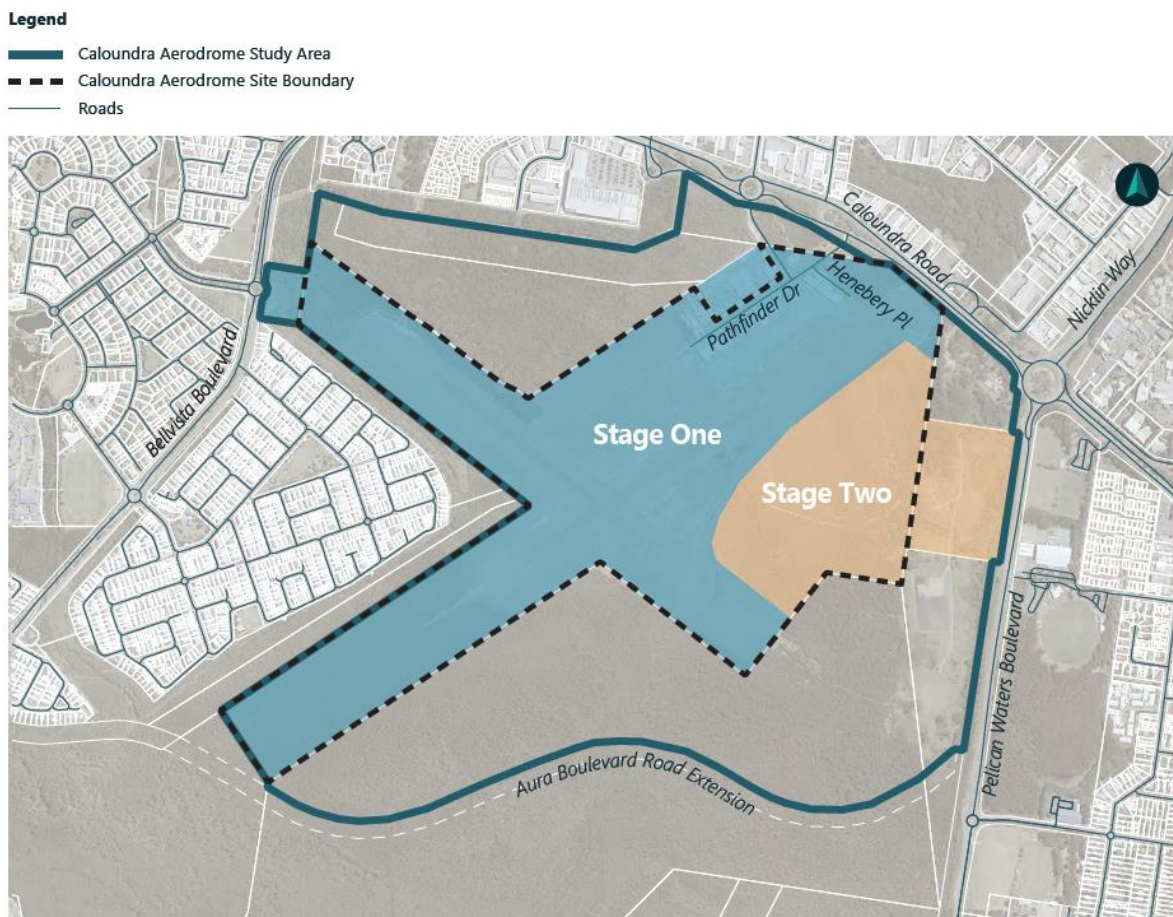 Legend
Caloundra Aerodrome Study Area
Caloundra Aerodrome Site Boundary
Roads
Caloundra Road
Nicklin Way
Henebery Pl
Pathfinder Dr
Bellvista Boulevard
Stage One
Stage Two
Pelican Waters Boulevard
Aura Boulevard Road Extension